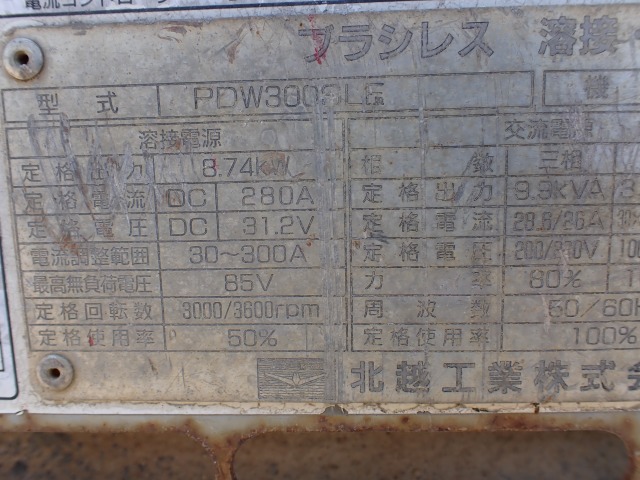 ブラシレス 溶接
型式 PDW300SLE 機
溶接電源 交流電源
定格出力 8.74kW 相数 三相
定格電流 DC 280A 定格出力 9.9kVA
定格電圧 DC 31.2V 定格電流 28.6/26A
電流調整範囲 30〜300A 定格電圧 200/220V
最高無負荷電圧 85V 力率 80%
定格回転数 3000/3600rpm 周波数 50/60H
定格使用率 50% 定格使用率 100%
北越工業株式会